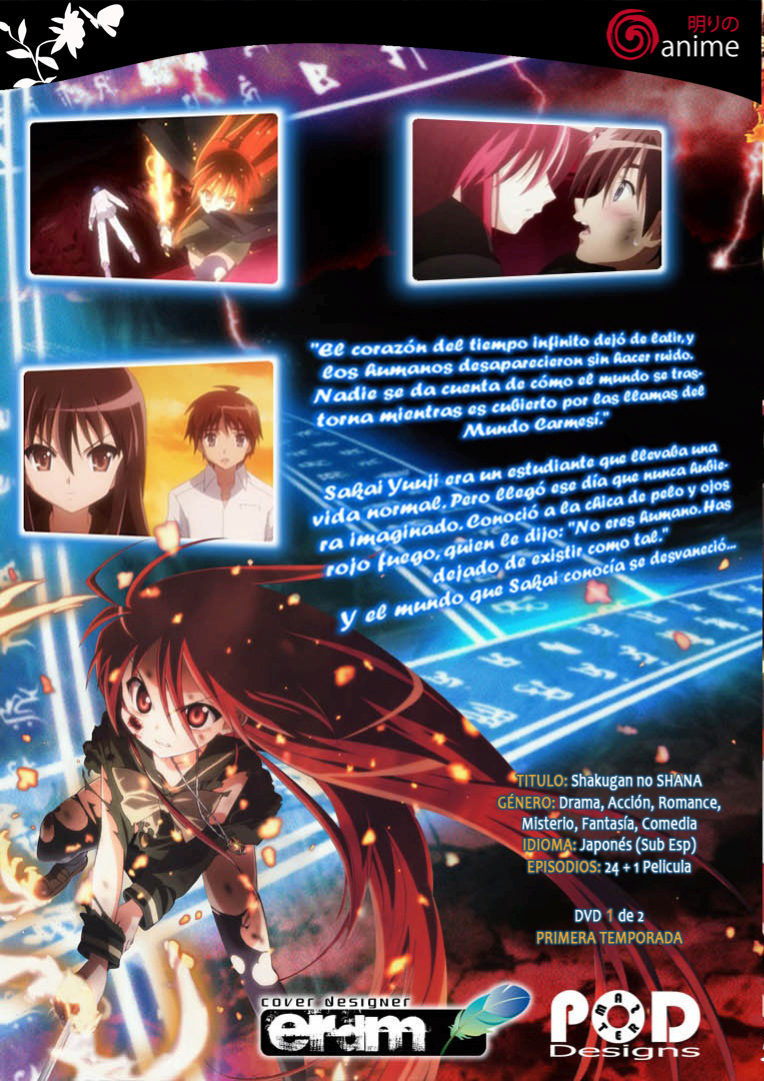 明りの
anime
"El corazón del tiempo infinito dejó de latir, y
los humanos desaparecieron sin hacer ruido.
Nadie se da cuenta de cómo el mundo se tras-
torna mientras es cubierto por las llamas del
Mundo Carmesí."
Sakai Yuuji era un estudiante que llevaba una
vida normal. Pero llegó ese día que nunca hubie-
ra imaginado. Conoció a la chica de pelo y ojos
rojo fuego, quien le dijo: "No eres humano. Has
dejado de existir como tal."
Y el mundo que Sakai conocía se desvaneció...
TITULO: Shakugan no SHANA
GÉNERO: Drama, Acción, Romance,
Misterio, Fantasía, Comedia
IDIOMA: Japonés (Sub Esp)
EPISODIOS: 24 + 1 Pelicula
DVD 1 de 2
PRIMERA TEMPORADA
cover designer
eram
POD
MASTER
Designs